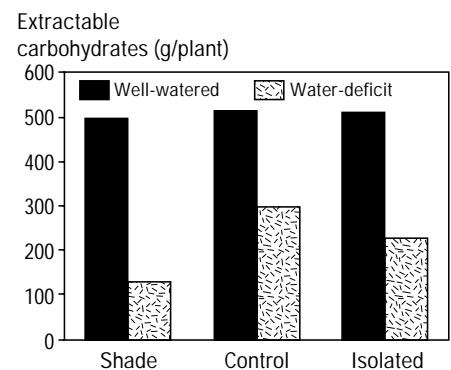 Extractable
carbohydrates (g/plant)
600
Well-watered Water-deficit
500
400
300
200
100
0
Shade Control Isolated